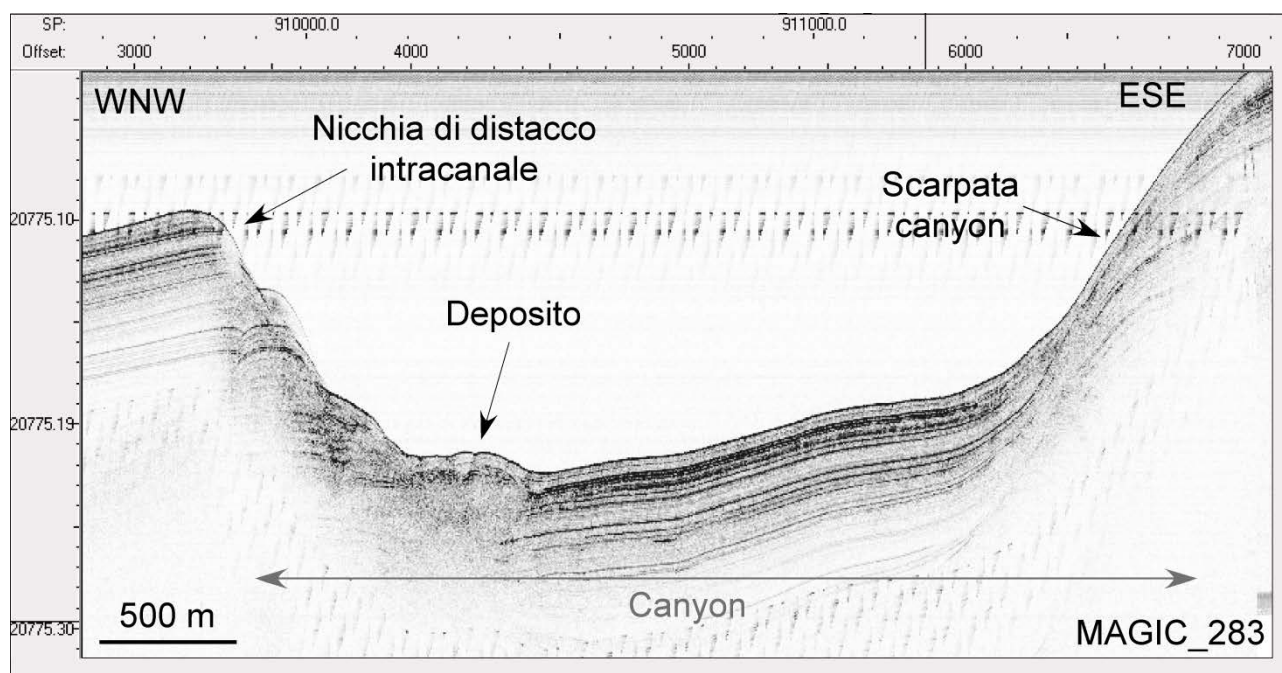 SP: 910000.0 911000.0
Offset: 3000 4000 5000 6000 7000
WNW
ESE
Nicchia di distacco
intracanale
Scarpata
canyon
20775.10
Deposito
20775.19
Canyon
500 m
20775.30
MAGIC_283